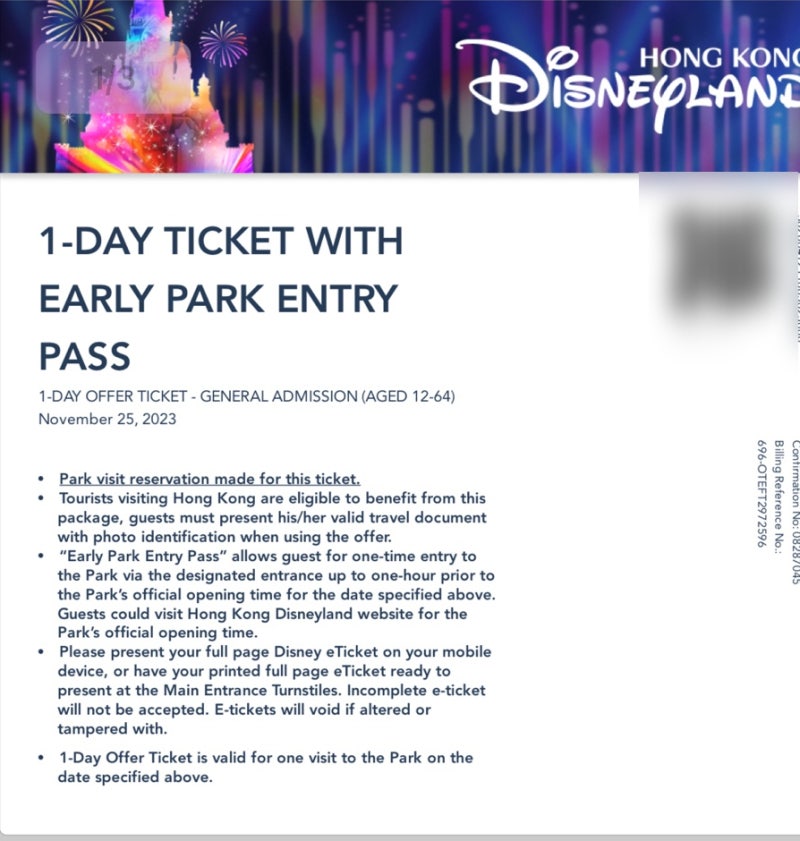 1/3
HONG KONG
DISNEYLAND
1-DAY TICKET WITH
EARLY PARK ENTRY
PASS
1-DAY OFFER TICKET - GENERAL ADMISSION (AGED 12-64)
November 25, 2023
• Park visit reservation made for this ticket.
• Tourists visiting Hong Kong are eligible to benefit from this
package, guests must present his/her valid travel document
with photo identification when using the offer.
• “Early Park Entry Pass” allows guest for one-time entry to
the Park via the designated entrance up to one-hour prior to
the Park’s official opening time for the date specified above.
Guests could visit Hong Kong Disneyland website for the
Park’s official opening time.
• Please present your full page Disney eTicket on your mobile
device, or have your printed full page eTicket ready to
present at the Main Entrance Turnstiles. Incomplete e-ticket
will not be accepted. E-tickets will void if altered or
tampered with.
• 1-Day Offer Ticket is valid for one visit to the Park on the
date specified above.
Confirmation No: 08287045
Billing Reference No.:
696-OTEFT2972596